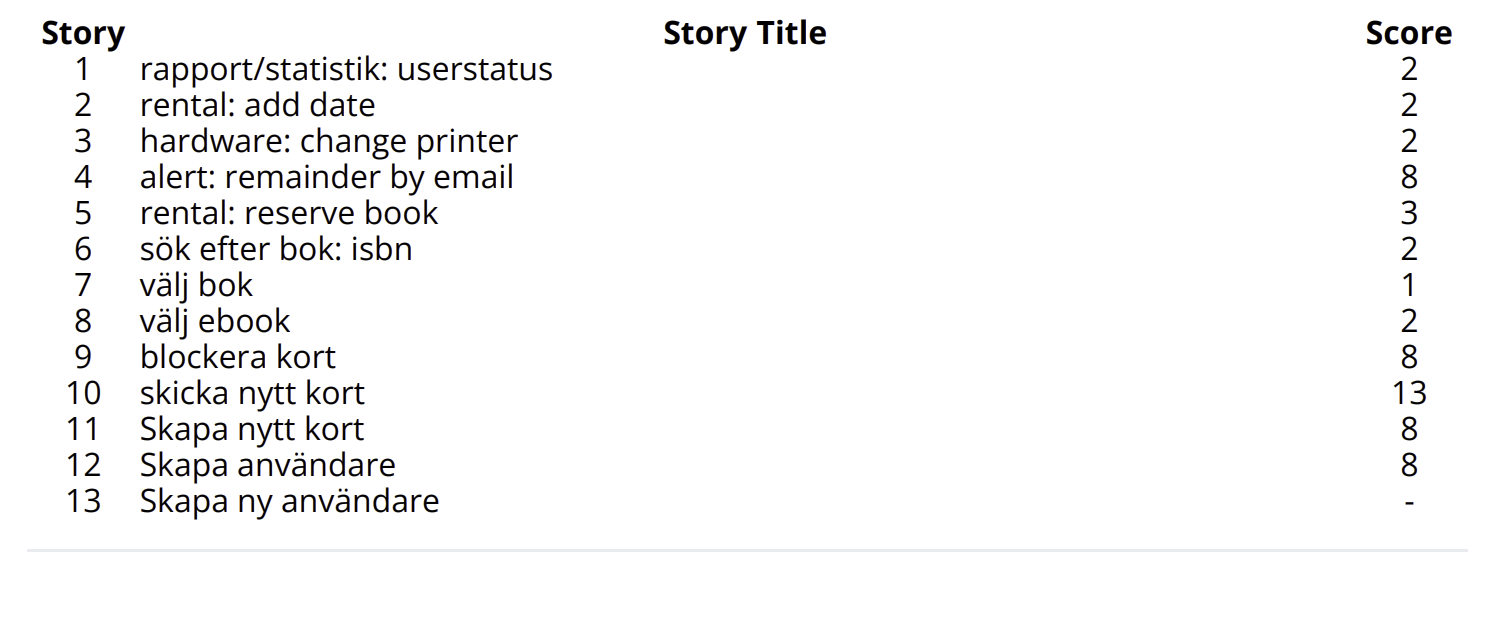 Story Story Title Score
1 rapport/statistik: userstatus 2
2 rental: add date 2
3 hardware: change printer 2
4 alert: remainder by email 8
5 rental: reserve book 3
6 sök efter bok: isbn 2
7 välj bok 1
8 välj ebook 2
9 blockera kort 8
10 skicka nytt kort 13
11 Skapa nytt kort 8
12 Skapa användare 8
13 Skapa ny användare -